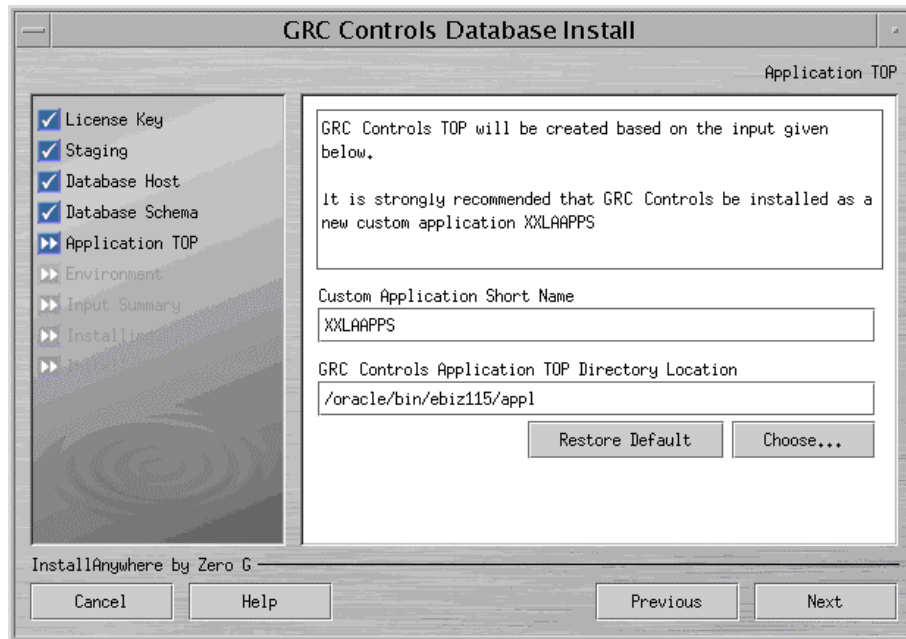 GRC Controls Database Install
Application TOP
License Key
Staging
Database Host
Database Schema
Application TOP
Environment
Input Summary
GRC Controls TOP will be created based on the input given
below.
It is strongly recommended that GRC Controls be installed as a
new custom application XXLAAPPS
Custom Application Short Name
XXLAAPPS
GRC Controls Application TOP Directory Location
/oracle/bin/ebiz115/appl
Restore Default
Choose...
InstallAnywhere by Zero G
Cancel
Help
Previous
Next